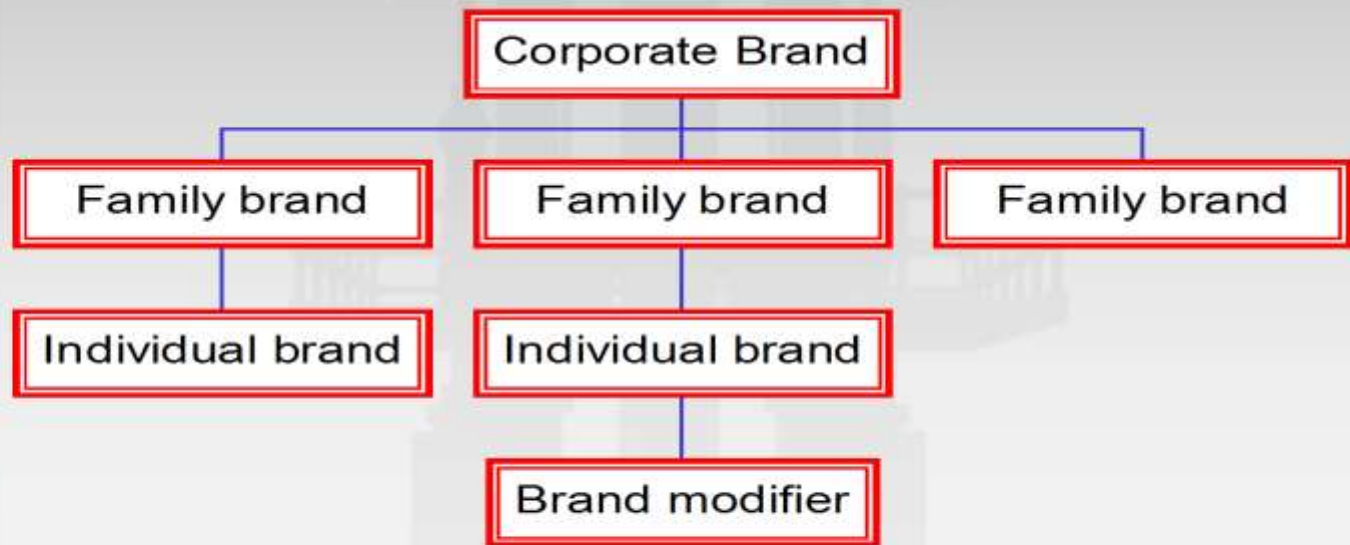 Corporate Brand
Family brand
Family brand
Family brand
Individual brand
Individual brand
Brand modifier